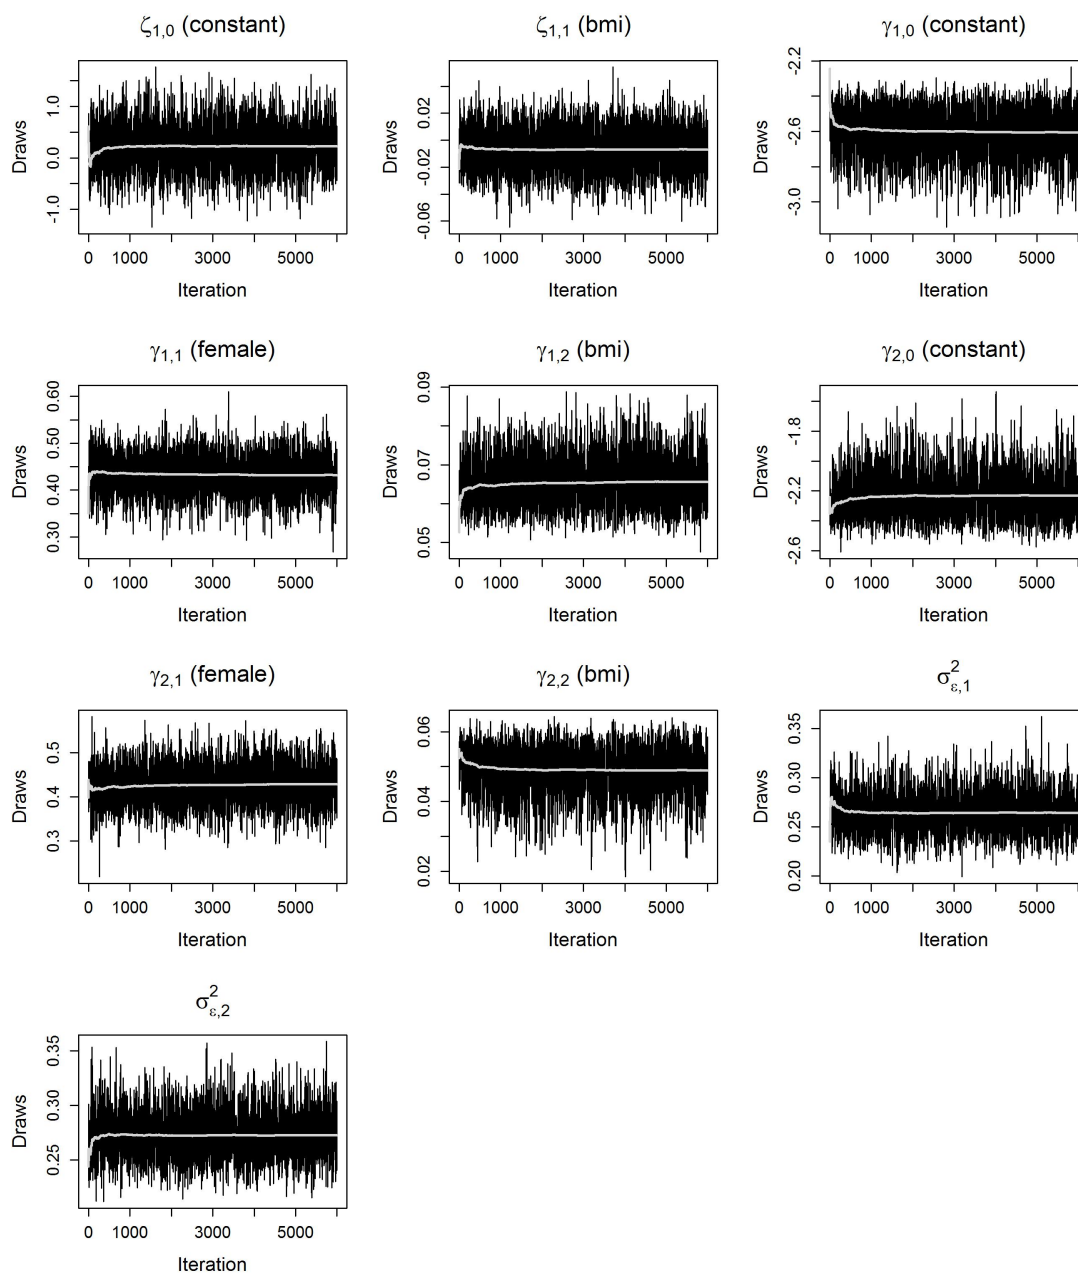 ζ1,0 (constant) ζ1,1 (bmi) γ1,0 (constant)
Draws -1.0 0.0 1.0 Draws -0.06 -0.02 0.02 Draws -3.0 -2.6 -2.2
0 1000 3000 5000 0 1000 3000 5000 0 1000 3000 5000
Iteration Iteration Iteration
γ1,1 (female) γ1,2 (bmi) γ2,0 (constant)
Draws 0.30 0.40 0.50 0.60 Draws 0.05 0.07 0.09 Draws -2.6 -2.2 -1.8
0 1000 3000 5000 0 1000 3000 5000 0 1000 3000 5000
Iteration Iteration Iteration
γ2,1 (female) γ2,2 (bmi) σ²ε,1
Draws 0.3 0.4 0.5 Draws 0.02 0.04 0.06 Draws 0.20 0.25 0.30 0.35
0 1000 3000 5000 0 1000 3000 5000 0 1000 3000 5000
Iteration Iteration Iteration
σ²ε,2
Draws 0.25 0.30 0.35
0 1000 3000 5000
Iteration